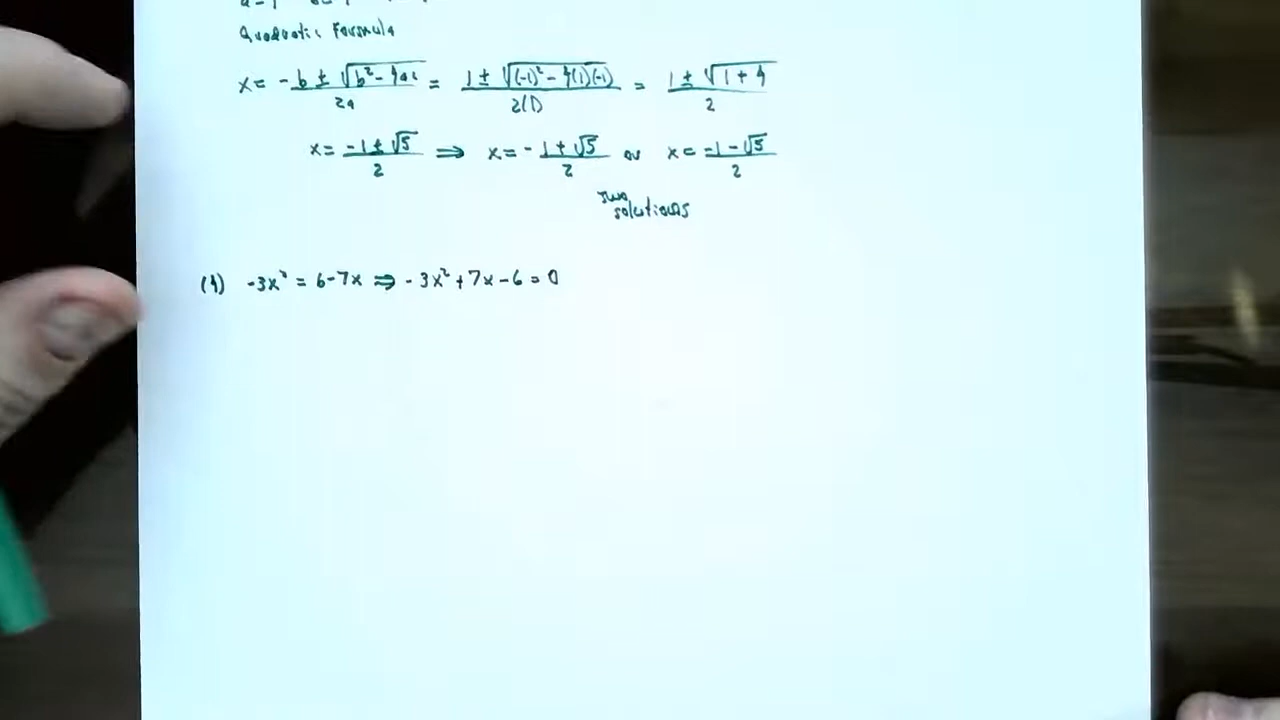 Quadratic Formula
x = -b ± √(b² - 4ac) / 2a = 1 ± √((-1)² - 4(1)(-1)) / 2(1) = 1 ± √(1 + 4) / 2
x = -1 ± √5 / 2 ⇒ x = -1 + √5 / 2 or x = -1 - √5 / 2
two
solutions
(4) -3x² = 6 - 7x ⇒ -3x² + 7x - 6 = 0